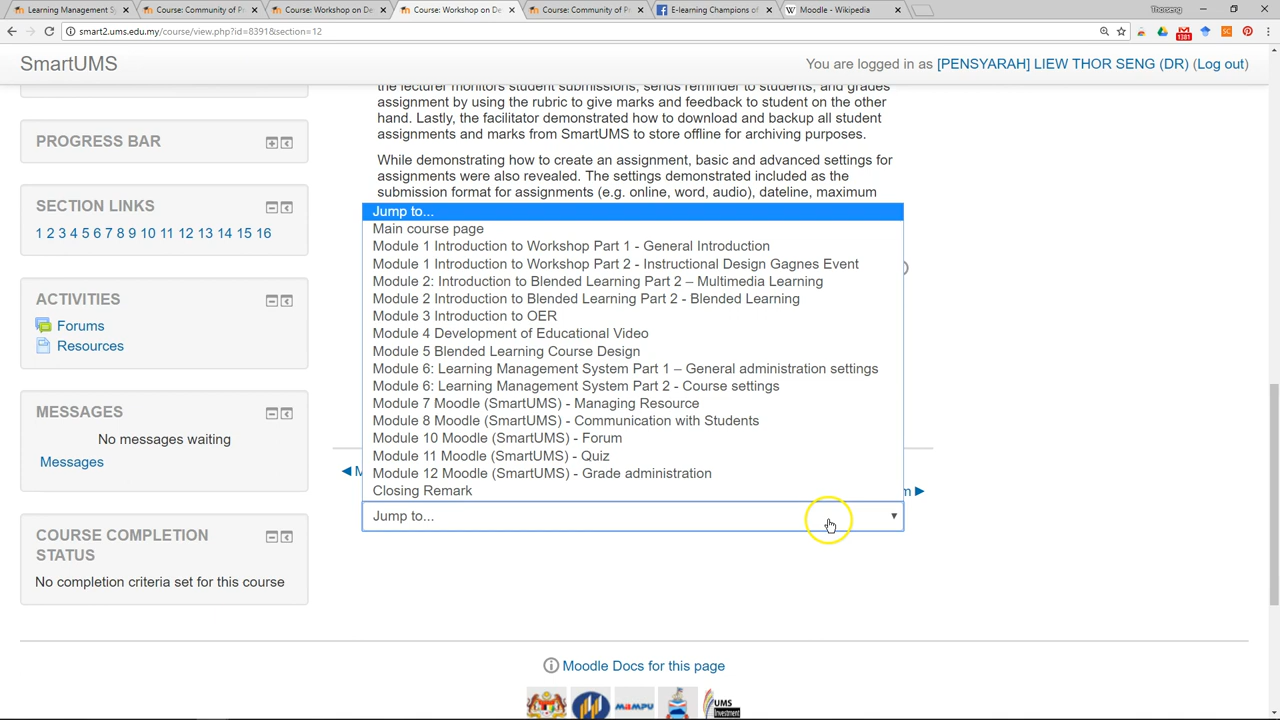 Learning Management Sy
Course: Community of Pr
Course: Workshop on De
Course: Workshop on De
Course: Community of Pr
E-learning Champions of
Moodle - Wikipedia
smart2.ums.edu.my/course/view.php?id=8391&section=12
1381
SmartUMS
You are logged in as [PENSYARAH] LIEW THOR SENG (DR) (Log out)
the lecturer monitors student submissions, sends reminder to students, and grades
assignment by using the rubric to give marks and feedback to student on the other
hand. Lastly, the facilitator demonstrated how to download and backup all student
assignments and marks from SmartUMS to store offline for archiving purposes.
While demonstrating how to create an assignment, basic and advanced settings for
assignments were also revealed. The settings demonstrated included as the
submission format for assignments (e.g. online, word, audio), dateline, maximum
PROGRESS BAR
SECTION LINKS
1 2 3 4 5 6 7 8 9 10 11 12 13 14 15 16
ACTIVITIES
Forums
Resources
MESSAGES
No messages waiting
Messages
COURSE COMPLETION
STATUS
No completion criteria set for this course
Jump to...
Main course page
Module 1 Introduction to Workshop Part 1 - General Introduction
Module 1 Introduction to Workshop Part 2 - Instructional Design Gagnes Event
Module 2: Introduction to Blended Learning Part 2 – Multimedia Learning
Module 2 Introduction to Blended Learning Part 2 - Blended Learning
Module 3 Introduction to OER
Module 4 Development of Educational Video
Module 5 Blended Learning Course Design
Module 6: Learning Management System Part 1 – General administration settings
Module 6: Learning Management System Part 2 - Course settings
Module 7 Moodle (SmartUMS) - Managing Resource
Module 8 Moodle (SmartUMS) - Communication with Students
Module 10 Moodle (SmartUMS) - Forum
Module 11 Moodle (SmartUMS) - Quiz
Module 12 Moodle (SmartUMS) - Grade administration
Closing Remark
Jump to...
Moodle Docs for this page
MAMPU
UMS
Investment